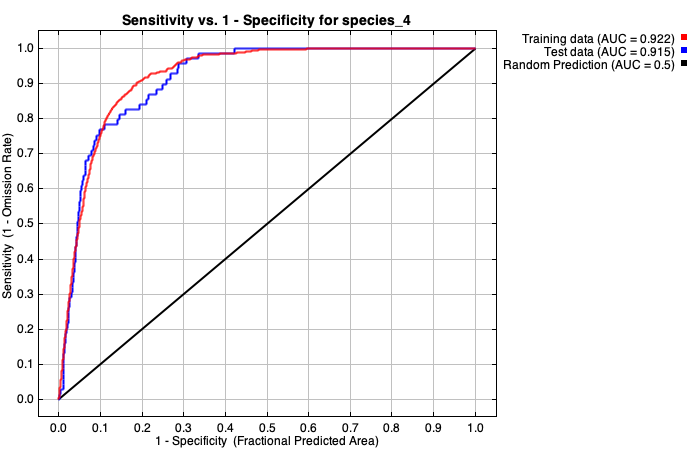 Sensitivity vs. 1 - Specificity for species_4
Training data (AUC = 0.922)
Test data (AUC = 0.915)
Random Prediction (AUC = 0.5)
Sensitivity (1 - Omission Rate)
1.0
0.9
0.8
0.7
0.6
0.5
0.4
0.3
0.2
0.1
0.0
0.0 0.1 0.2 0.3 0.4 0.5 0.6 0.7 0.8 0.9 1.0
1 - Specificity (Fractional Predicted Area)